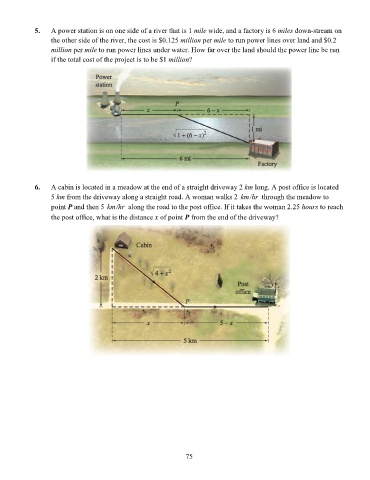 5. A power station is on one side of a river that is 1 mile wide, and a factory is 6 miles down-stream on
the other side of the river, the cost is $0.125 million per mile to run power lines over land and $0.2
million per mile to run power lines under water. How far over the land should the power line be run
if the total cost of the project is to be $1 million?
Power
station
P
x
6 − x
1 mi
√1 + (6 − x)²
6 mi
Factory
6. A cabin is located in a meadow at the end of a straight driveway 2 km long. A post office is located
5 km from the driveway along a straight road. A woman walks 2 km/hr through the meadow to
point P and then 5 km/hr along the road to the post office. If it takes the woman 2.25 hours to reach
the post office, what is the distance x of point P from the end of the driveway?
Cabin
√4 + x²
2 km
Post
office
P
x
5 − x
5 km
75